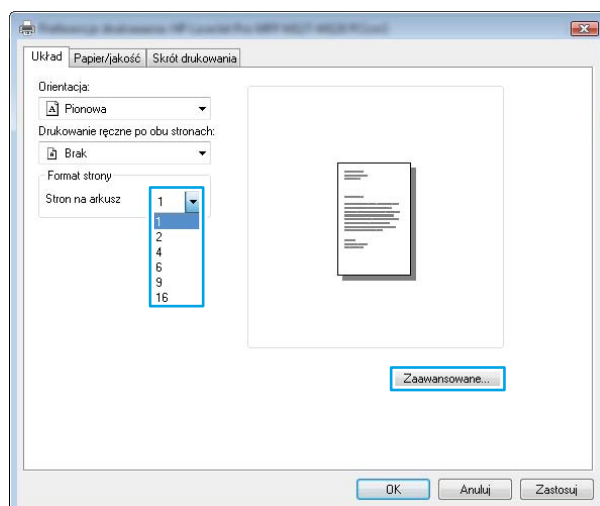 Układ Papier/jakość Skrót drukowania
Orientacja:
A Pionowa
Drukowanie ręczne po obu stronach:
Brak
Format strony
Stron na arkusz 1
1
2
4
6
9
16
Zaawansowane...
OK Anuluj Zastosuj